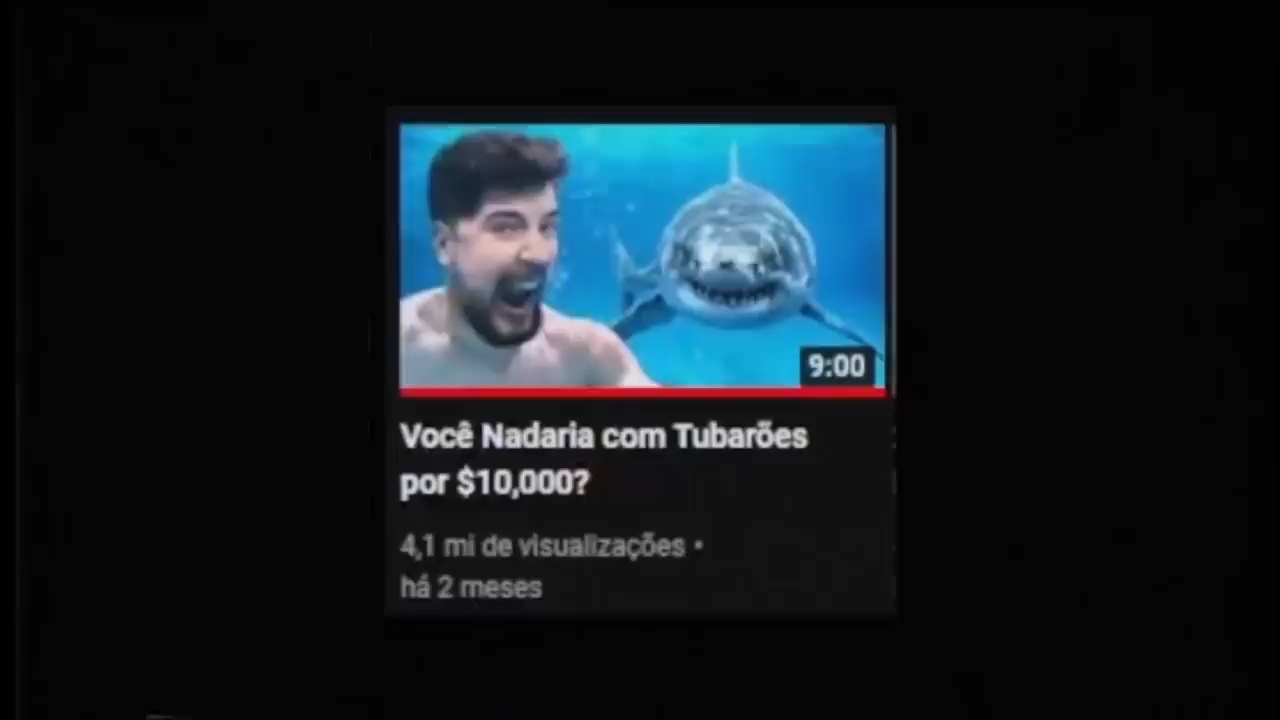 9:00
Você Nadaria com Tubarões
por $10,000?
4,1 mi de visualizações •
há 2 meses